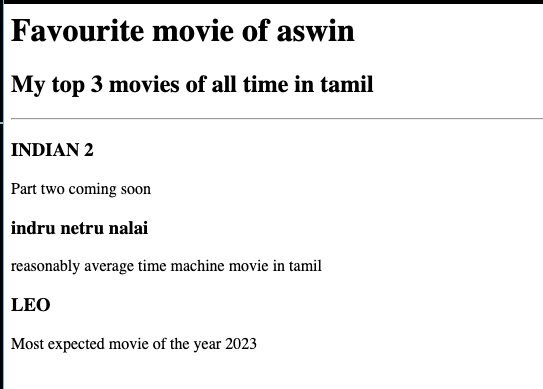 Favourite movie of aswin
My top 3 movies of all time in tamil
INDIAN 2
Part two coming soon
indru netru nalai
reasonably average time machine movie in tamil
LEO
Most expected movie of the year 2023